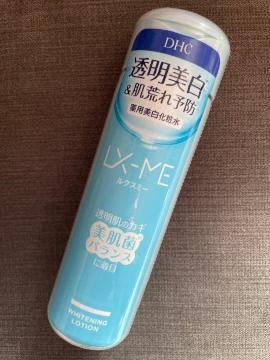 DHC
透明美白
&肌荒れ予防
薬用美白化粧水
LX-ME
ルクスミー
透明肌のカギ
美肌菌
バランス
に着目
WHITENING
LOTION